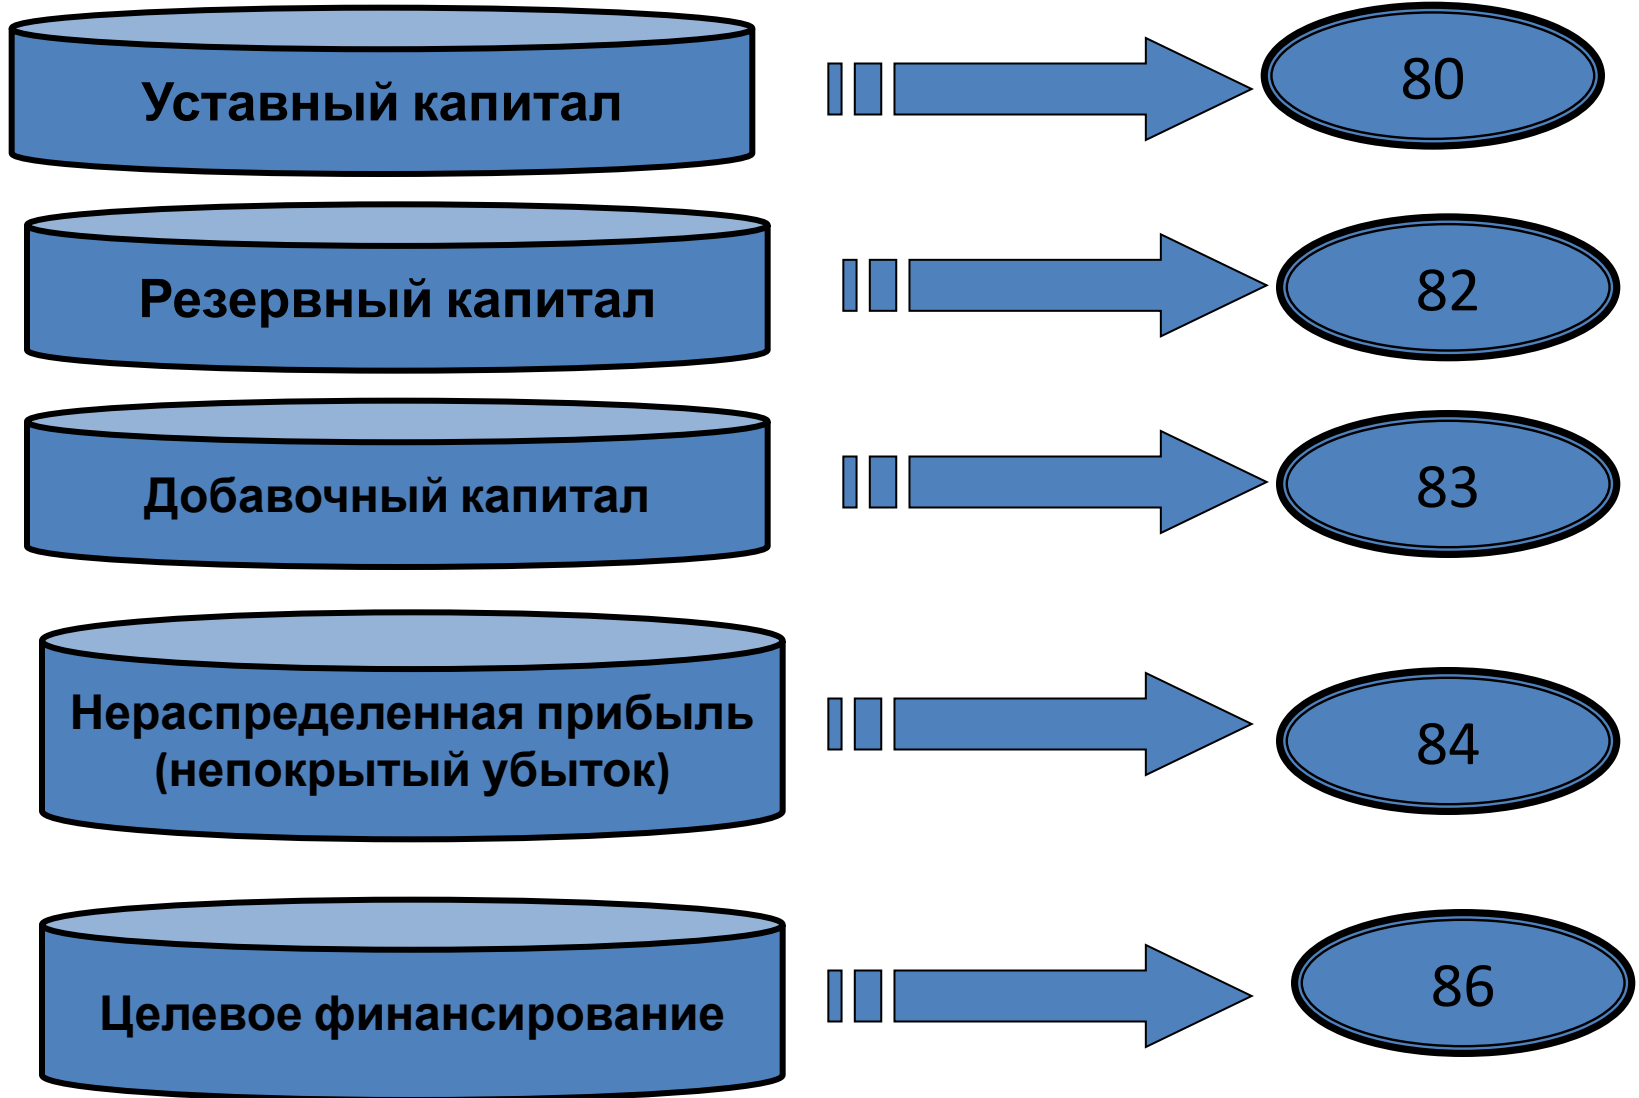 Уставный капитал
80
Резервный капитал
82
Добавочный капитал
83
Нераспределенная прибыль
(непокрытый убыток)
84
Целевое финансирование
86